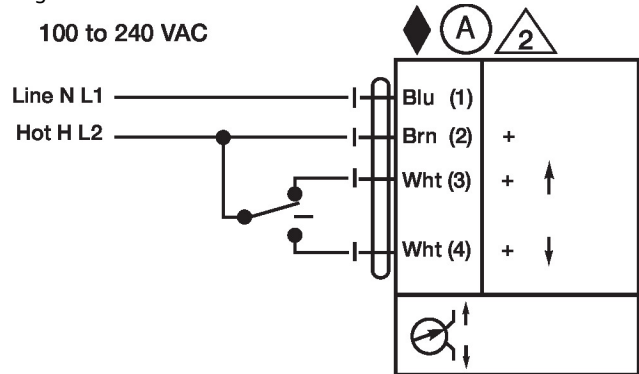 100 to 240 VAC
A
2
Line N L1
Blu (1)
Hot H L2
Brn (2) +
Wht (3) +
Wht (4) +